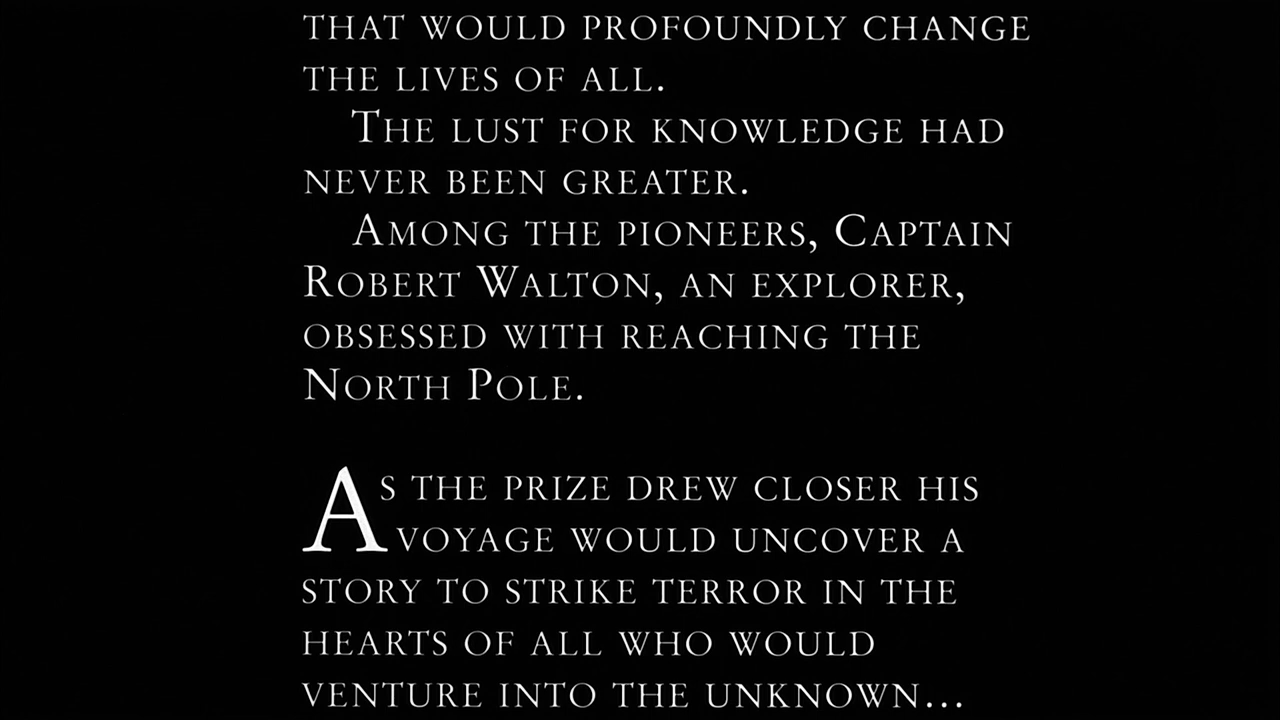 THAT WOULD PROFOUNDLY CHANGE
THE LIVES OF ALL.
THE LUST FOR KNOWLEDGE HAD
NEVER BEEN GREATER.
AMONG THE PIONEERS, CAPTAIN
ROBERT WALTON, AN EXPLORER,
OBSESSED WITH REACHING THE
NORTH POLE.
AS THE PRIZE DREW CLOSER HIS
VOYAGE WOULD UNCOVER A
STORY TO STRIKE TERROR IN THE
HEARTS OF ALL WHO WOULD
VENTURE INTO THE UNKNOWN...